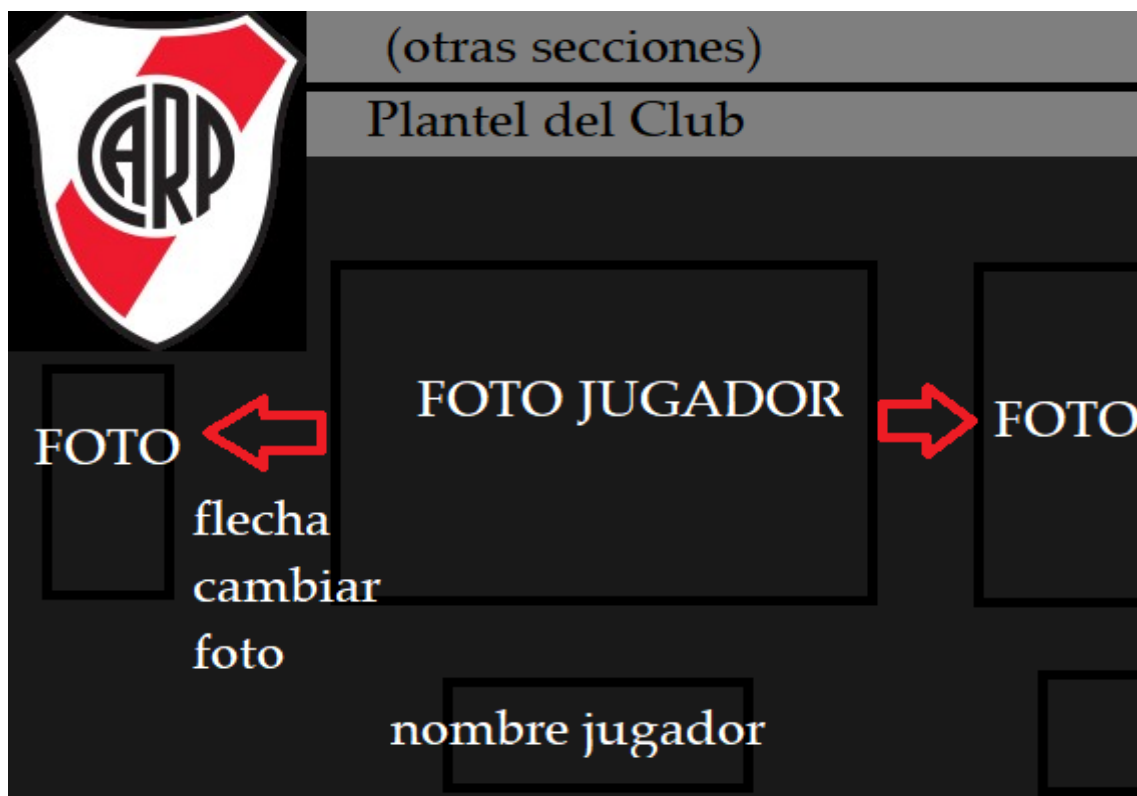 (otras secciones)
Plantel del Club
CARP
FOTO JUGADOR
FOTO
FOTO
flecha
cambiar
foto
nombre jugador